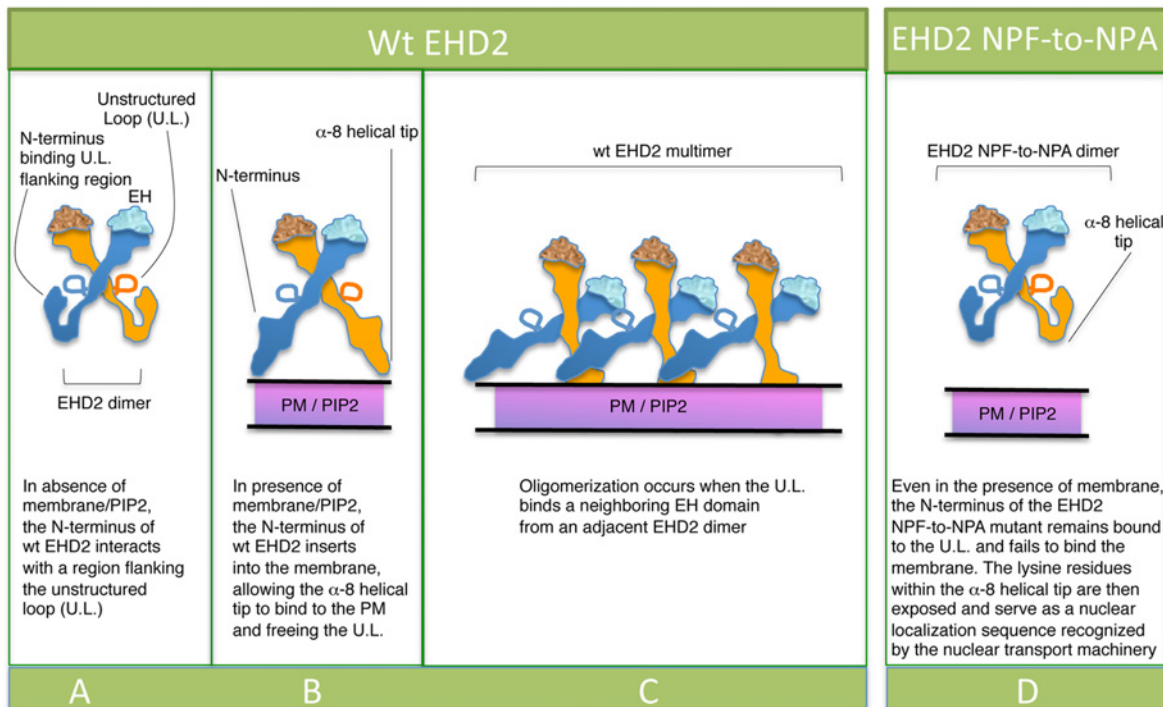 Wt EHD2
EHD2 NPF-to-NPA
Unstructured
Loop (U.L.)
N-terminus
binding U.L.
flanking region
EH
EHD2 dimer
In absence of
membrane/PIP2,
the N-terminus of
wt EHD2 interacts
with a region flanking
the unstructured
loop (U.L.)
A
α-8 helical tip
N-terminus
PM / PIP2
In presence of
membrane/PIP2,
the N-terminus of
wt EHD2 inserts
into the membrane,
allowing the α-8 helical
tip to bind to the PM
and freeing the U.L.
B
wt EHD2 multimer
PM / PIP2
Oligomerization occurs when the U.L.
binds a neighboring EH domain
from an adjacent EHD2 dimer
C
EHD2 NPF-to-NPA dimer
α-8 helical
tip
PM / PIP2
Even in the presence of membrane,
the N-terminus of the EHD2
NPF-to-NPA mutant remains bound
to the U.L. and fails to bind the
membrane. The lysine residues
within the α-8 helical tip are then
exposed and serve as a nuclear
localization sequence recognized
by the nuclear transport machinery
D